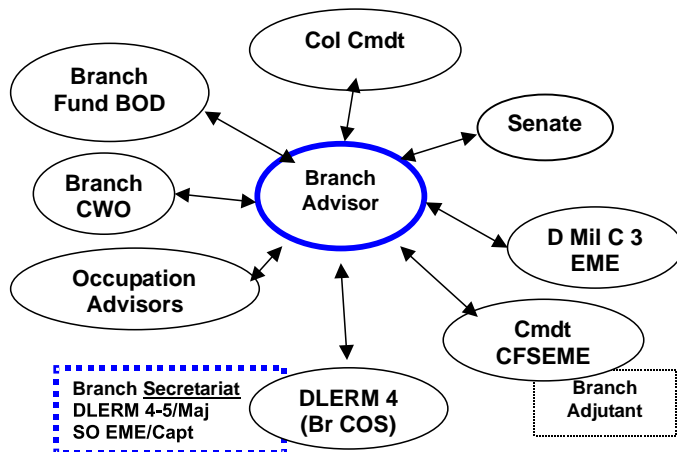 Col Cmdt
Branch
Fund BOD
Senate
Branch
CWO
Branch
Advisor
D Mil C 3
EME
Occupation
Advisors
Cmdt
CFSEME
Branch Secretariat
DLERM 4-5/Maj
SO EME/Capt
DLERM 4
(Br COS)
Branch
Adjutant